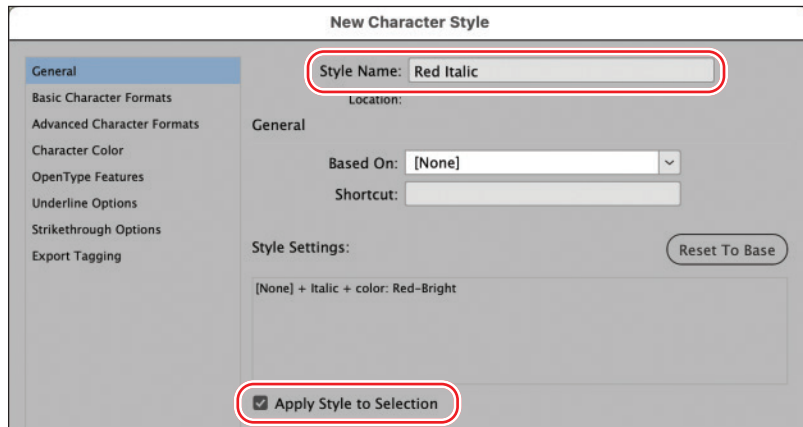 New Character Style
General
Basic Character Formats
Advanced Character Formats
Character Color
OpenType Features
Underline Options
Strikethrough Options
Export Tagging
Style Name: Red Italic
Location:
General
Based On: [None]
Shortcut:
Style Settings:
Reset To Base
[None] + Italic + color: Red-Bright
Apply Style to Selection